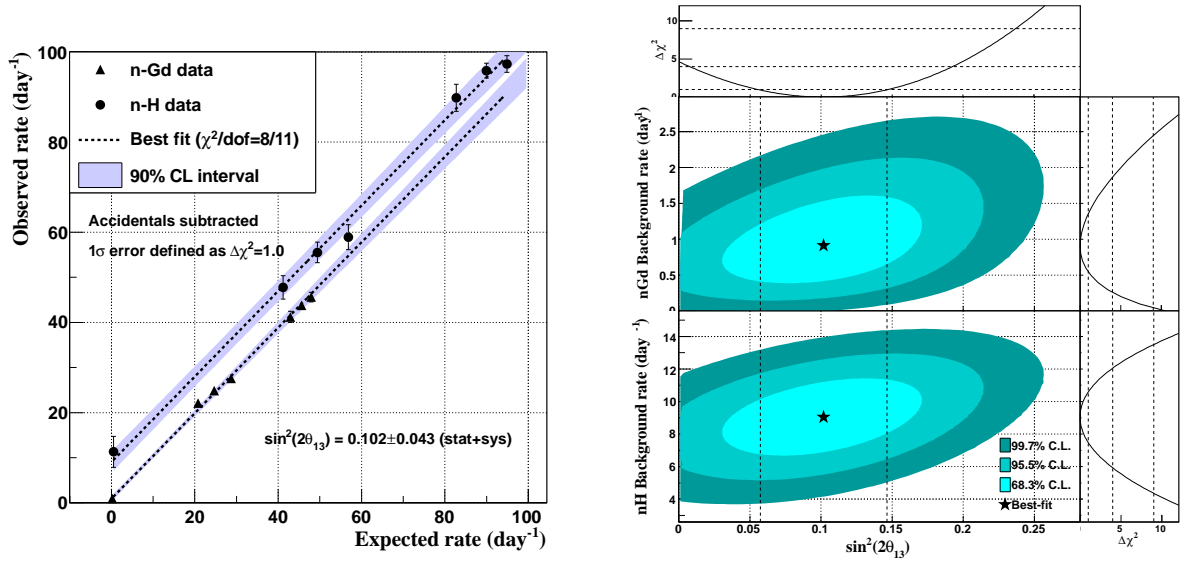 Observed rate (day⁻¹)
100
80
60
40
20
0
n-Gd data
n-H data
Best fit (χ²/dof=8/11)
90% CL interval
Accidentals subtracted
1σ error defined as Δχ²=1.0
sin²(2θ₁₃) = 0.102±0.043 (stat+sys)
0 20 40 60 80 100
Expected rate (day⁻¹)
Δχ²
10
5
0
nGd Background rate (day⁻¹)
2.5
2
1.5
1
0.5
0
nH Background rate (day⁻¹)
14
12
10
8
6
4
99.7% C.L.
95.5% C.L.
68.3% C.L.
Best-fit
0 0.05 0.1 0.15 0.2 0.25
sin²(2θ₁₃)
5 10
Δχ²